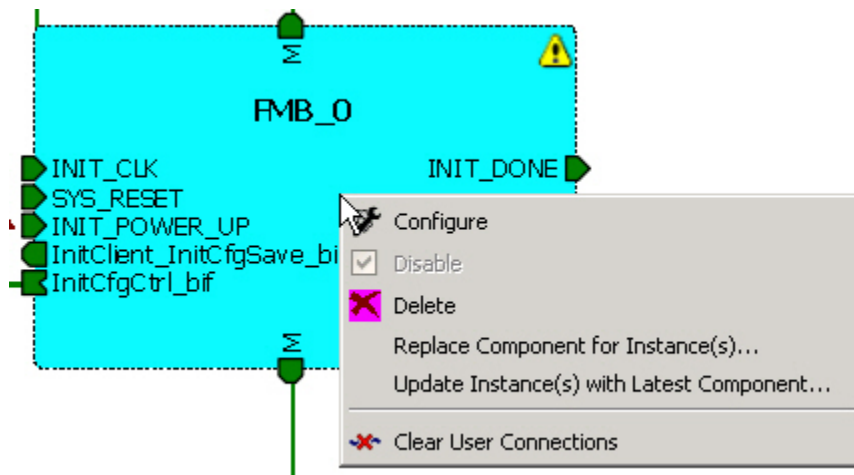 M
FMB_0
INIT_CLK
INIT_DONE
SYS_RESET
INIT_POWER_UP
InitClient_InitCfgSave_bi
InitCfgCtrl_bif
Configure
Disable
Delete
Replace Component for Instance(s)...
Update Instance(s) with Latest Component...
Clear User Connections
M